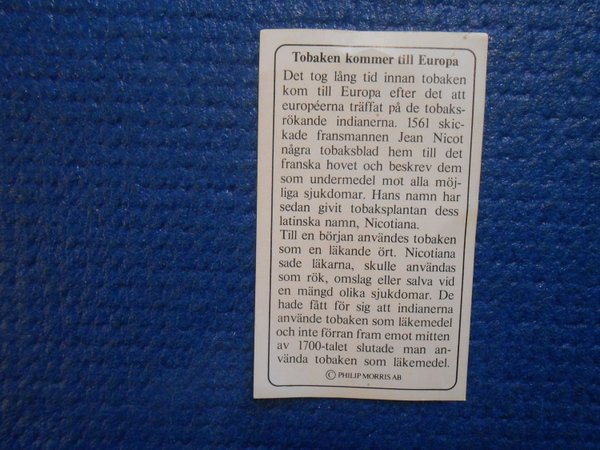 Tobaken kommer till Europa
Det tog lång tid innan tobaken
kom till Europa efter det att
européerna träffat på de tobaks-
rökande indianerna. 1561 skic-
kade fransmannen Jean Nicot
några tobaksblad hem till det
franska hovet och beskrev dem
som undermedel mot alla möj-
liga sjukdomar. Hans namn har
sedan givit tobaksplantan dess
latinska namn, Nicotiana.
Till en början användes tobaken
som en läkande ört. Nicotiana
sade läkarna, skulle användas
som rök, omslag eller salva vid
en mängd olika sjukdomar. De
hade fått för sig att indianerna
använde tobaken som läkemedel
och inte förran fram emot mitten
av 1700-talet slutade man an-
vända tobaken som läkemedel.
© PHILIP MORRIS AB